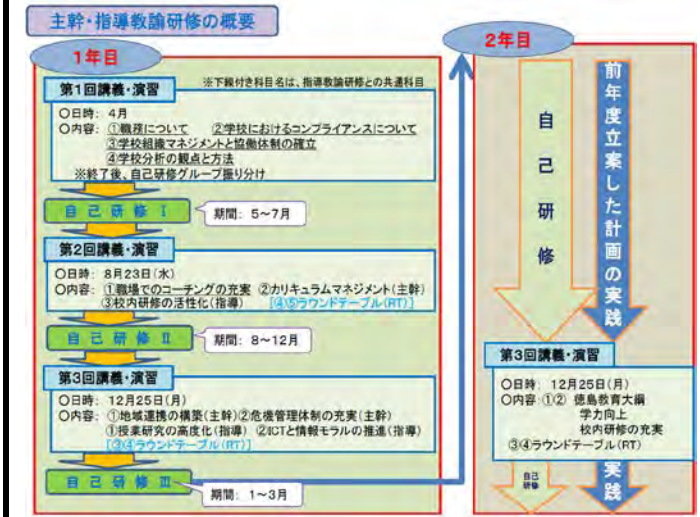 主幹・指導教諭研修の概要
1年目
※下線付き科目名は、指導教諭研修との共通科目
第1回講義・演習
〇日時: 4月
〇内容: ①職務について ②学校におけるコンプライアンスについて
③学校組織マネジメントと協働体制の確立
④学校分析の観点と方法
※終了後、自己研修グループ振り分け
自己研修Ⅰ
期間: 5～7月
第2回講義・演習
〇日時: 8月23日(水)
〇内容: ①職場でのコーチングの充実 ②カリキュラムマネジメント(主幹)
③校内研修の活性化(指導) [④⑤ラウンドテーブル(RT)]
自己研修Ⅱ
期間: 8～12月
第3回講義・演習
〇日時: 12月25日(月)
〇内容: ①地域連携の構築(主幹)②危機管理体制の充実(主幹)
①授業研究の高度化(指導) ②ICTと情報モラルの推進(指導)
[③④ラウンドテーブル(RT)]
自己研修Ⅲ
期間: 1～3月
2年目
自己研修
前年度立案した計画の実践
第3回講義・演習
〇日時: 12月25日(月)
〇内容:①② 徳島教育大綱
学力向上
校内研修の充実
③④ラウンドテーブル(RT)
自己
研修
実践